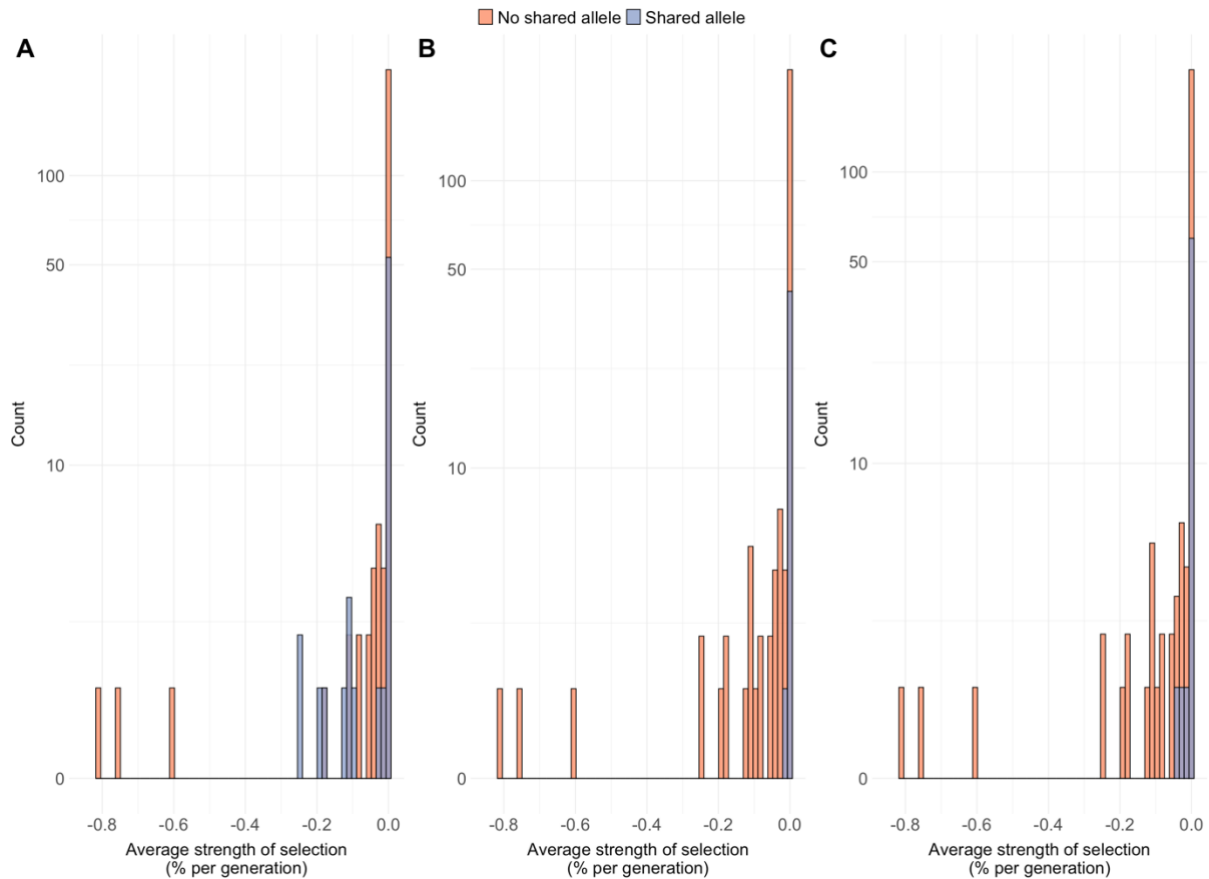 No shared allele Shared allele
A B C
100
50
10
0
Count
-0.8 -0.6 -0.4 -0.2 0.0
Average strength of selection
(% per generation)
100
50
10
0
Count
-0.8 -0.6 -0.4 -0.2 0.0
Average strength of selection
(% per generation)
100
50
10
0
Count
-0.8 -0.6 -0.4 -0.2 0.0
Average strength of selection
(% per generation)